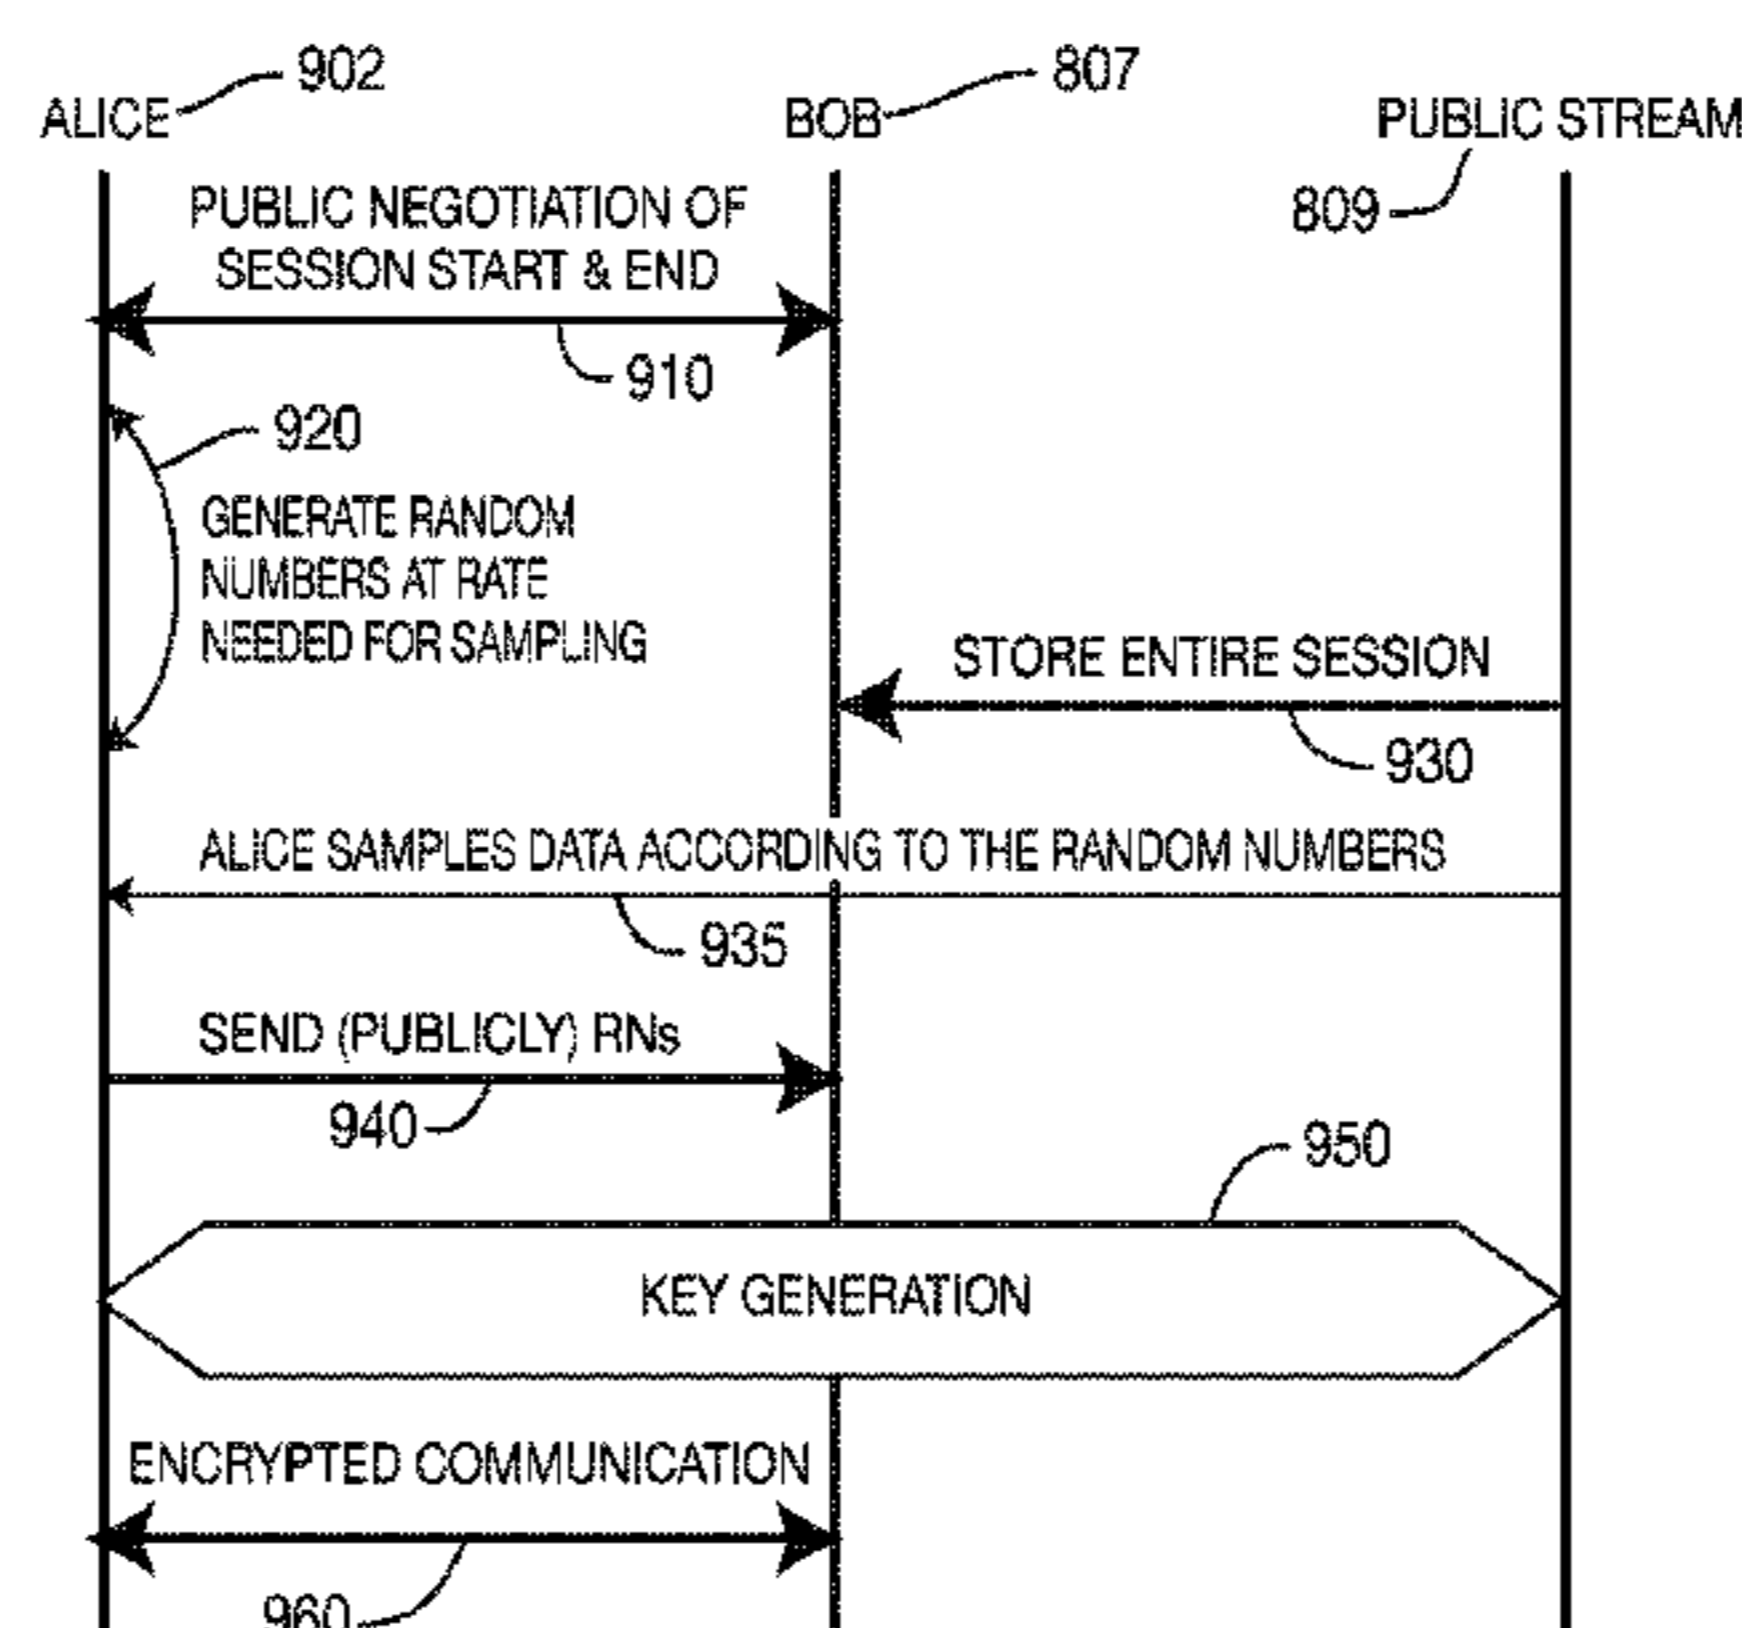 902
807
ALICE
BOB
PUBLIC STREAM
809
PUBLIC NEGOTIATION OF
SESSION START & END
910
920
GENERATE RANDOM
NUMBERS AT RATE
NEEDED FOR SAMPLING
STORE ENTIRE SESSION
930
ALICE SAMPLES DATA ACCORDING TO THE RANDOM NUMBERS
935
SEND (PUBLICLY) RNs
940
950
KEY GENERATION
ENCRYPTED COMMUNICATION
960